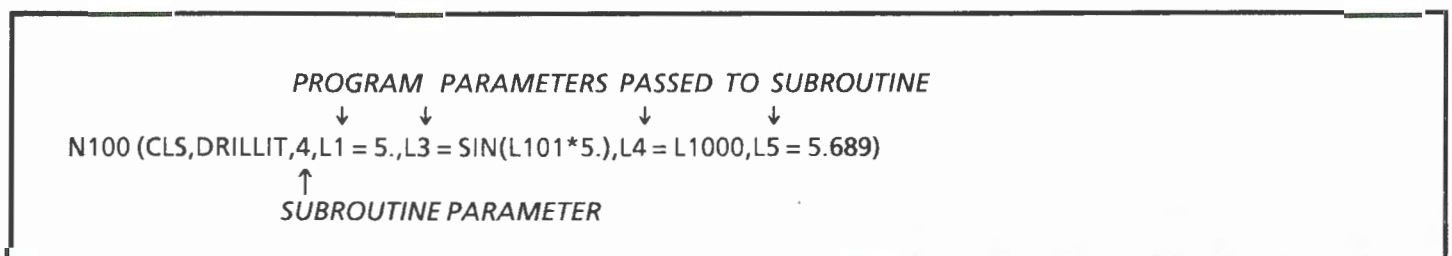 PROGRAM PARAMETERS PASSED TO SUBROUTINE
↓ ↓ ↓ ↓
N100 (CLS,DRILLIT,4,L1 = 5.,L3 = SIN(L101*5.),L4 = L1000,L5 = 5.689)
↑
SUBROUTINE PARAMETER